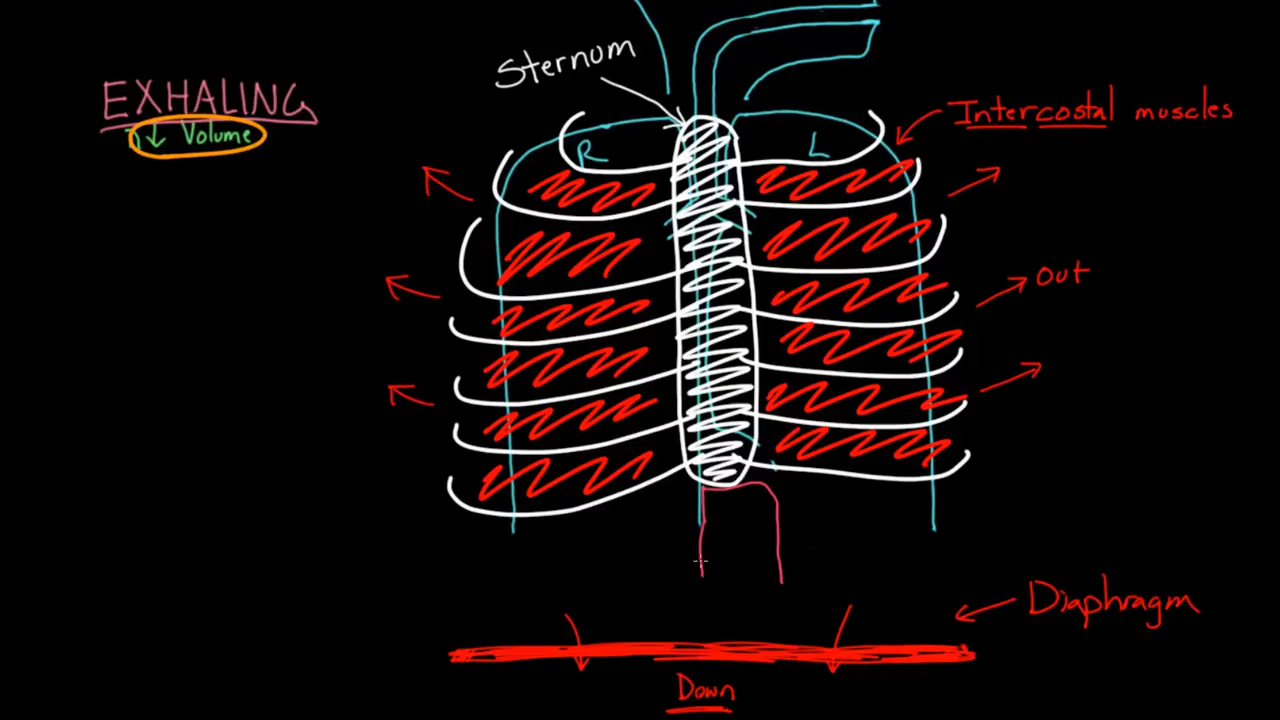 Sternum
EXHALING
↓ Volume
Intercostal muscles
R
L
Out
Diaphragm
Down